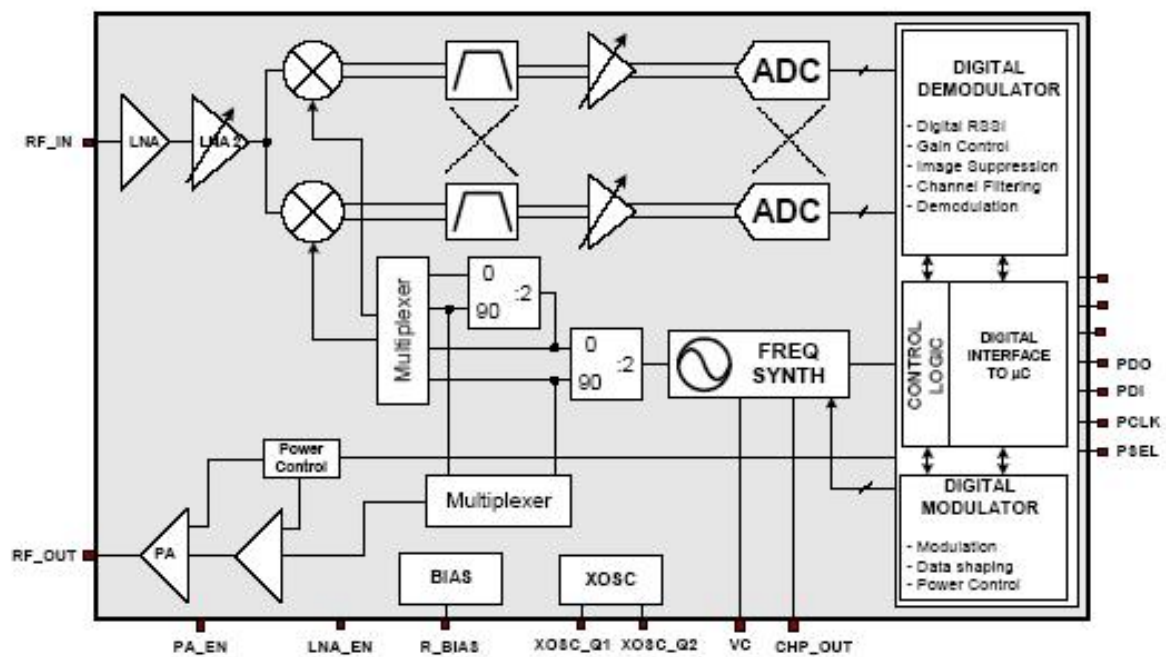 ADC
DIGITAL
DEMODULATOR
- Digital RSSI
- Gain Control
- Image Suppression
- Channel Filtering
- Demodulation
RF_IN
LNA
LNA 2
ADC
Multiplexer
0
90
:2
0
90
:2
FREQ
SYNTH
CONTROL
LOGIC
DIGITAL
INTERFACE
TO µC
PDO
PDI
PCLK
PSEL
Power
Control
Multiplexer
DIGITAL
MODULATOR
- Modulation
- Data shaping
- Power Control
RF_OUT
PA
BIAS
XOSC
PA_EN
LNA_EN
R_BIAS
XOSC_Q1
XOSC_Q2
VC
CHP_OUT